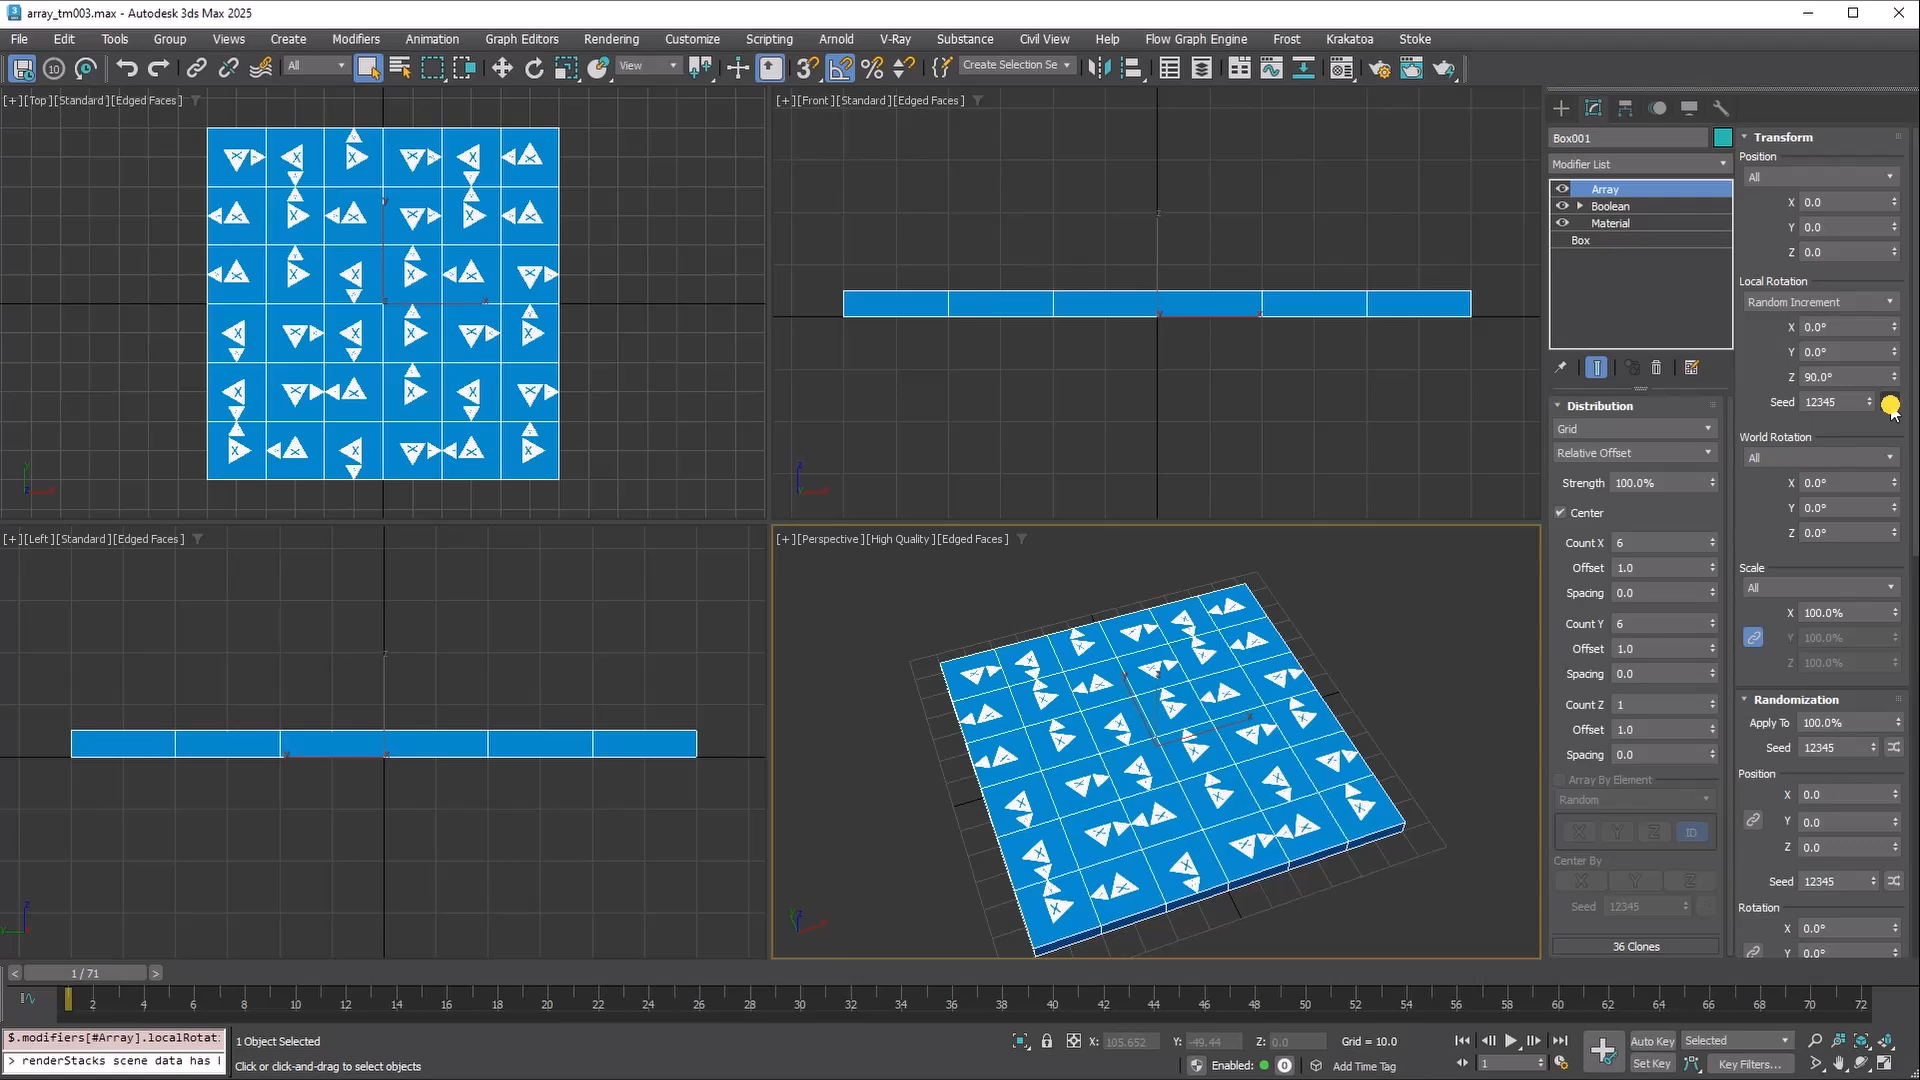 array_tm003.max - Autodesk 3ds Max 2025
File Edit Tools Group Views Create Modifiers Animation Graph Editors Rendering Customize Scripting Arnold V-Ray Substance Civil View Help Flow Graph Engine Frost Krakatoa Stoke
10 All View Create Selection Se
[+][Top][Standard][Edged Faces]
[+][Front][Standard][Edged Faces]
[+][Left][Standard][Edged Faces]
[+][Perspective][High Quality][Edged Faces]
Box001
Modifier List
Array
Boolean
Material
Box
Distribution
Grid
Relative Offset
Strength 100.0%
Center
Count X 6
Offset 1.0
Spacing 0.0
Count Y 6
Offset 1.0
Spacing 0.0
Count Z 1
Offset 1.0
Spacing 0.0
Array By Element
Random
X Y Z ID
Center By
X Y Z
Seed 12345
36 Clones
Transform
Position
All
X 0.0
Y 0.0
Z 0.0
Local Rotation
Random Increment
X 0.0°
Y 0.0°
Z 90.0°
Seed 12345
World Rotation
All
X 0.0°
Y 0.0°
Z 0.0°
Scale
All
X 100.0%
Y 100.0%
Z 100.0%
Randomization
Apply To 100.0%
Seed 12345
Position
X 0.0
Y 0.0
Z 0.0
Seed 12345
Rotation
X 0.0°
Y 0.0°
< 1 / 71 >
2 4 6 8 10 12 14 16 18 20 22 24 26 28 30 32 34 36 38 40 42 44 46 48 50 52 54 56 58 60 62 64 66 68 70 72
$.modifiers[#Array].localRotat:
> renderStacks scene data has
1 Object Selected
Click or click-and-drag to select objects
X: 105.652 Y: -49.44 Z: 0.0 Grid = 10.0
Enabled: 0 Add Time Tag
1
Auto Key Selected
Set Key Key Filters...